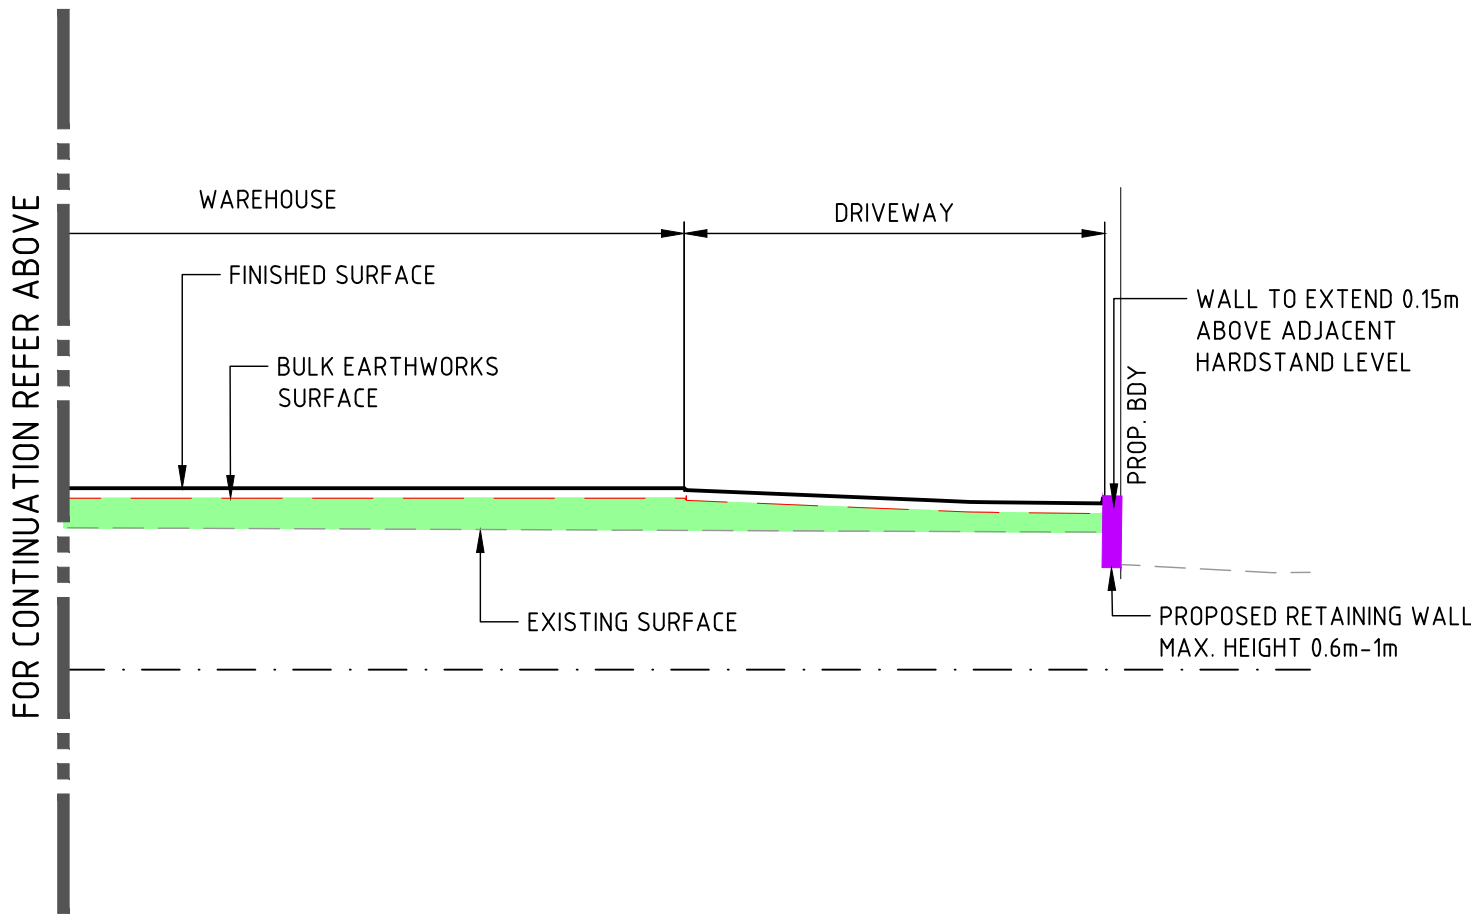 FOR CONTINUATION REFER ABOVE
WAREHOUSE
DRIVEWAY
FINISHED SURFACE
BULK EARTHWORKS
SURFACE
WALL TO EXTEND 0.15m
ABOVE ADJACENT
HARDSTAND LEVEL
PROP. BDY
EXISTING SURFACE
PROPOSED RETAINING WALL
MAX. HEIGHT 0.6m-1m